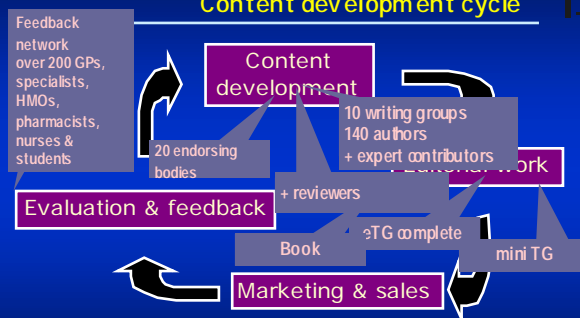 Content development cycle
Feedback
network
over 200 GPs,
specialists,
HMOs,
pharmacists,
nurses &
students
Content
development
10 writing groups
140 authors
+ expert contributors
20 endorsing
bodies
work
+ reviewers
Evaluation & feedback
Book
eTG complete
mini TG
Marketing & sales